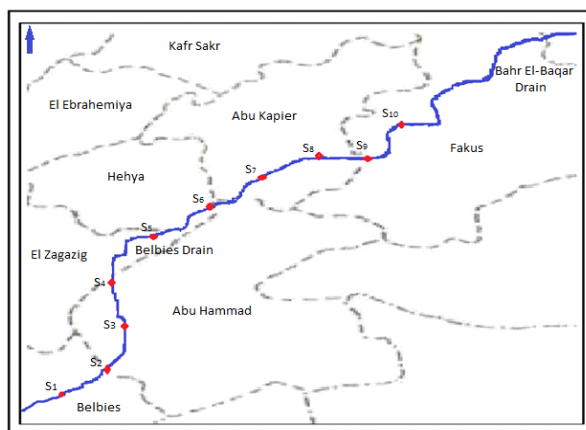 Kafr Sakr
Bahr El-Baqar
Drain
El Ebrahemiya
Abu Kapier
S10
Fakus
S8
S9
Hehya
S7
S6
S5
El Zagazig
Belbies Drain
S4
Abu Hammad
S3
S2
S1
Belbies